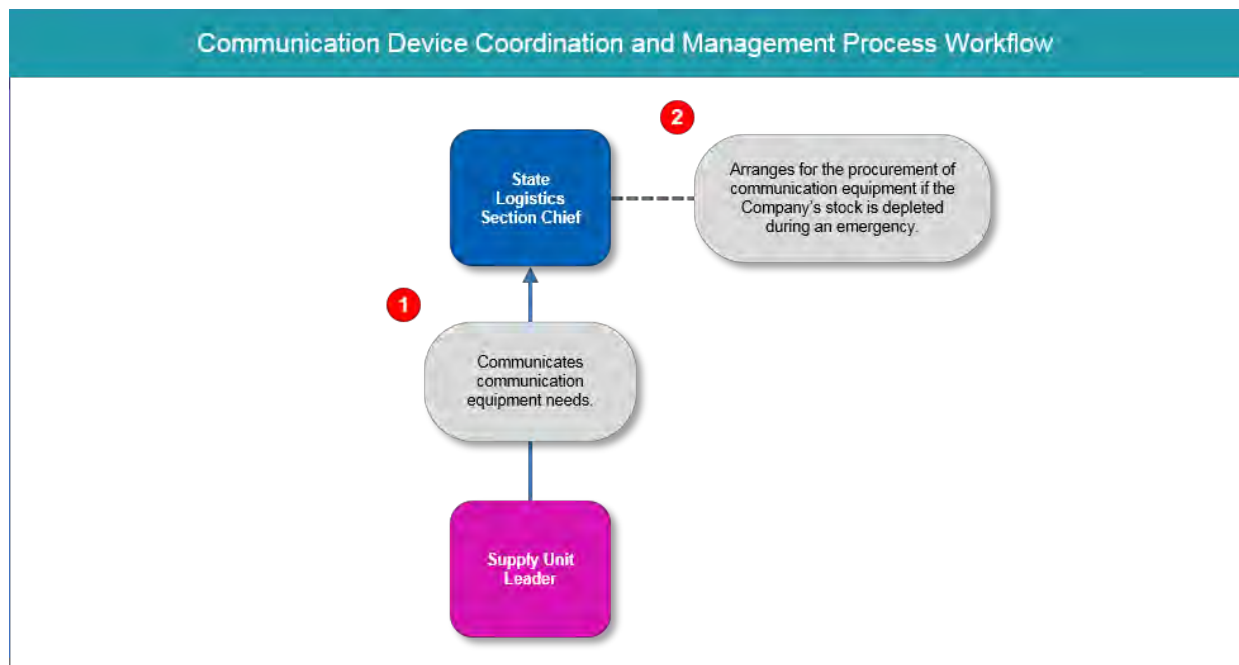 Communication Device Coordination and Management Process Workflow
2
State
Logistics
Section Chief
Arranges for the procurement of
communication equipment if the
Company's stock is depleted
during an emergency.
1
Communicates
communication
equipment needs.
Supply Unit
Leader